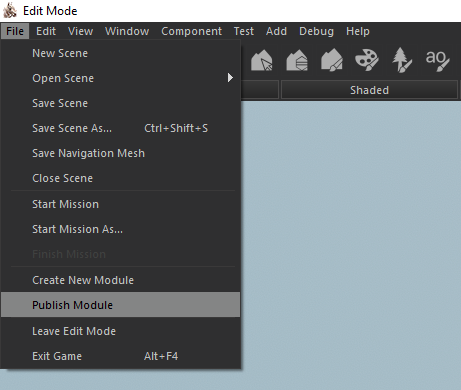 Edit Mode
File Edit View Window Component Test Add Debug Help
New Scene
Open Scene
Save Scene
Save Scene As... Ctrl+Shift+S
Save Navigation Mesh
Close Scene
Start Mission
Start Mission As...
Finish Mission
Create New Module
Publish Module
Leave Edit Mode
Exit Game Alt+F4
ao
Shaded